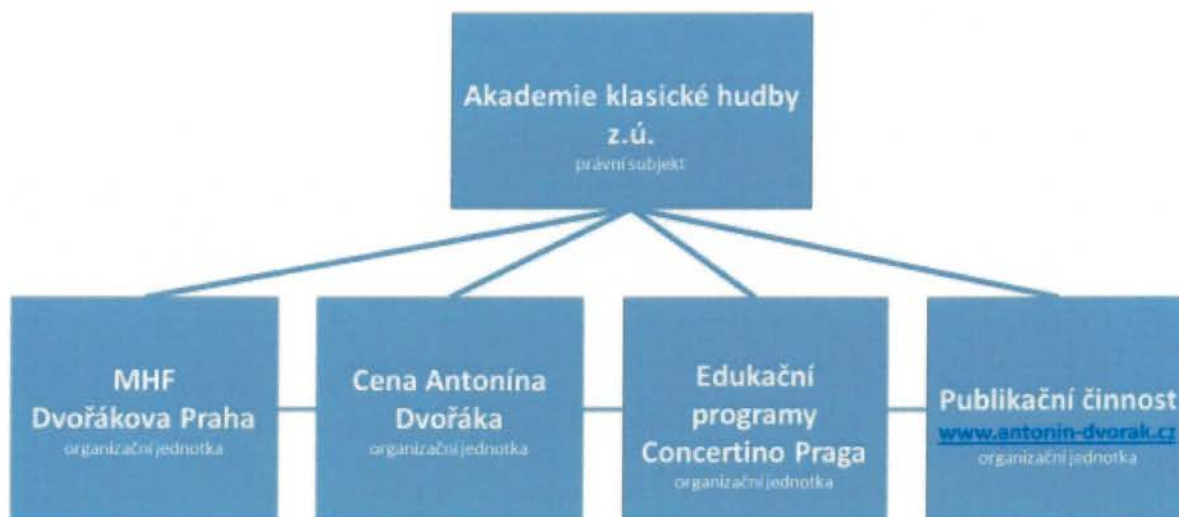 Akademie klasické hudby
z.ú.
právní subjekt
MHF
Dvořákova Praha
organizační jednotka
Cena Antonína
Dvořáka
organizační jednotka
Edukační
programy
Concertino Praga
organizační jednotka
Publikační činnost
www.antonin-dvorak.cz
organizační jednotka